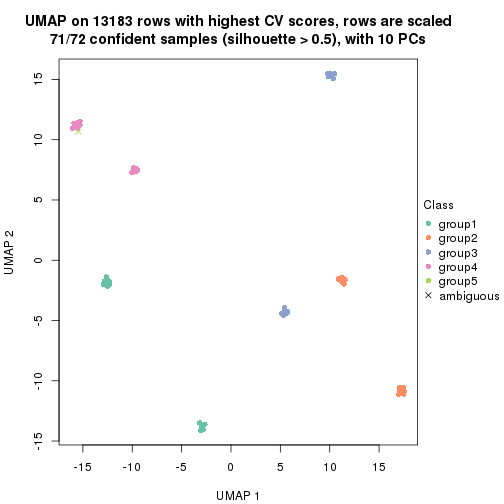 UMAP on 13183 rows with highest CV scores, rows are scaled
71/72 confident samples (silhouette > 0.5), with 10 PCs
15
10
5
0
-5
-10
-15
UMAP 2
-15
-10
-5
0
5
10
15
UMAP 1
Class
group1
group2
group3
group4
group5
ambiguous